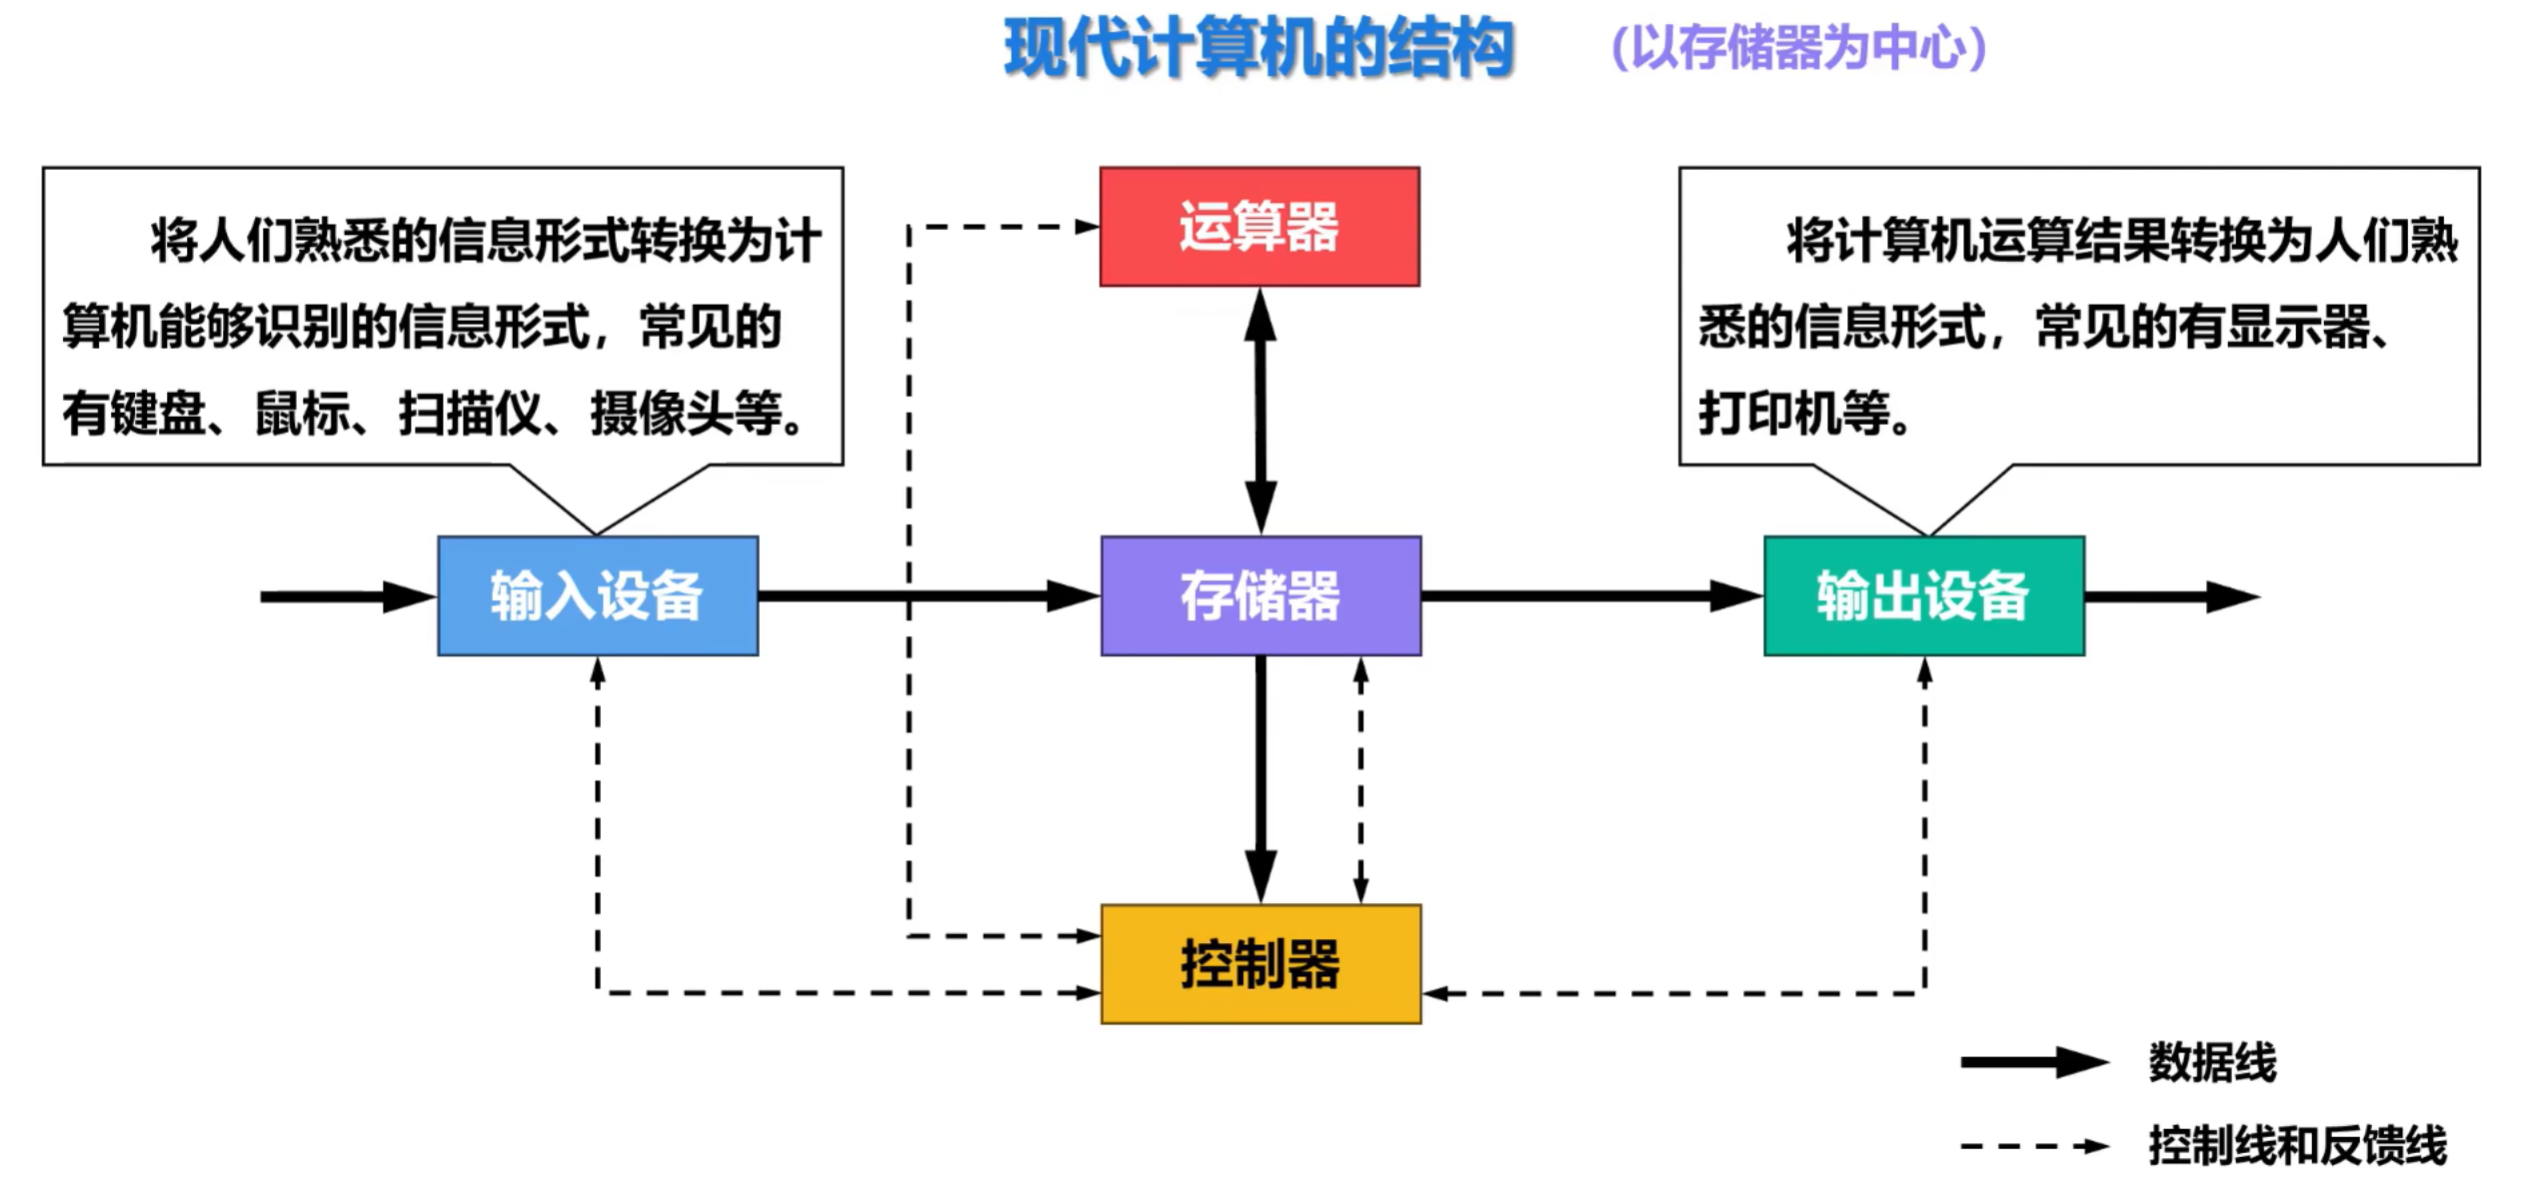 现代计算机的结构 (以存储器为中心)
将人们熟悉的信息形式转换为计
算机能够识别的信息形式，常见的
有键盘、鼠标、扫描仪、摄像头等。
运算器
将计算机运算结果转换为人们熟
悉的信息形式，常见的有显示器、
打印机等。
输入设备
存储器
输出设备
控制器
数据线
控制线和反馈线